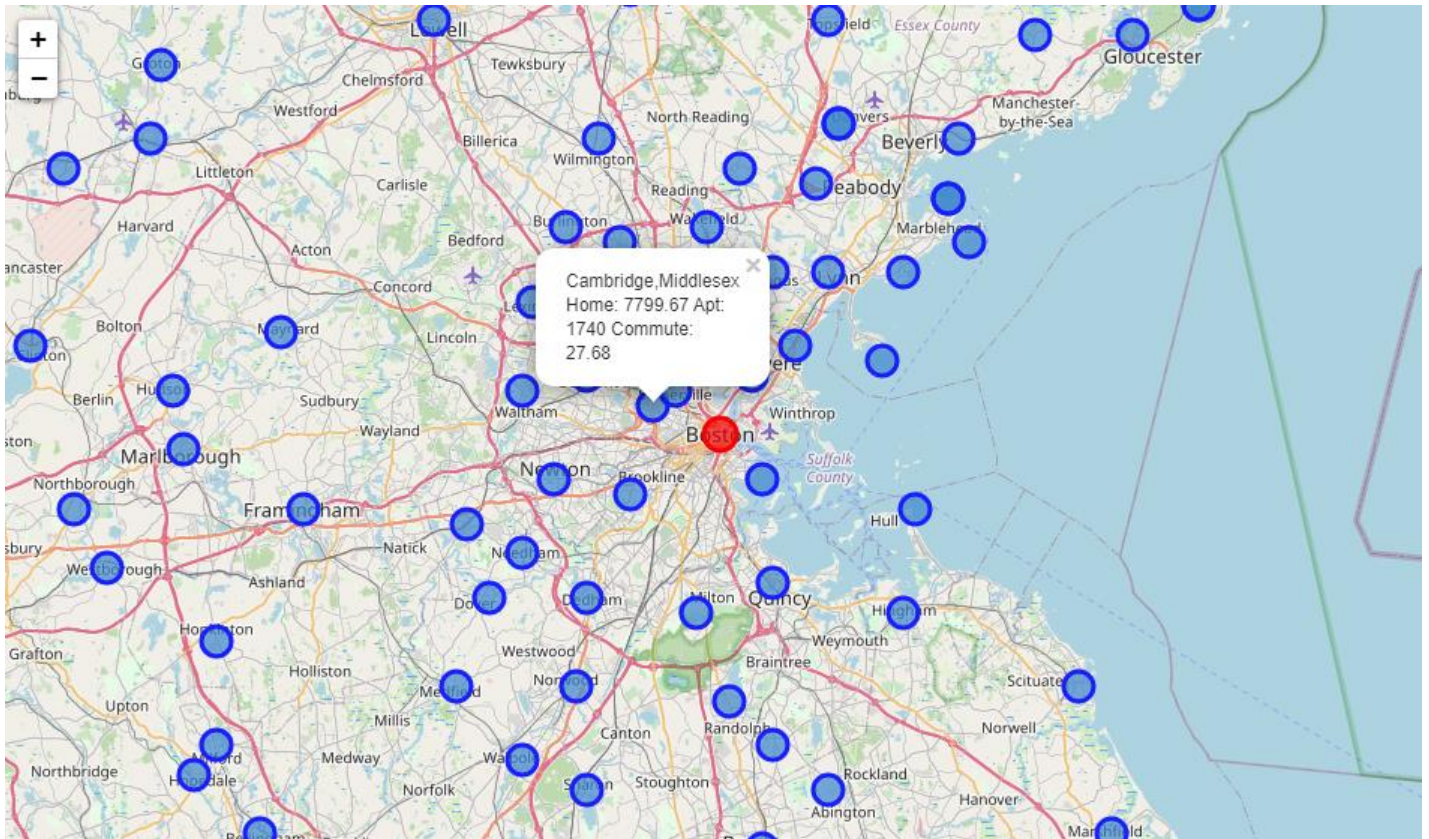 +
−
Lowell
Topsfield
Essex County
Gloucester
Groton
Chelmsford
Tewksbury
Westford
North Reading
Danvers
Manchester-
by-the-Sea
Billerica
Wilmington
Beverly
Littleton
Carlisle
Reading
Peabody
Harvard
Burlington
Wakefield
Marblehead
Bedford
Acton
Concord
Lynn
×
Cambridge,Middlesex
Home: 7799.67 Apt:
1740 Commute:
27.68
Bolton
Maynard
Lincoln
Clinton
Berlin
Hudson
Sudbury
Waltham
Winthrop
Wayland
Boston
Marlborough
Newton
Brookline
Suffolk
County
Northborough
Framingham
Hull
Natick
Needham
Westborough
Ashland
Dover
Dedham
Milton
Quincy
Hingham
Hopkinton
Weymouth
Grafton
Holliston
Westwood
Braintree
Medfield
Norwood
Scituate
Upton
Millis
Canton
Randolph
Norwell
Milford
Medway
Walpole
Northbridge
Hopedale
Norfolk
Sharon
Stoughton
Rockland
Abington
Hanover
Marshfield